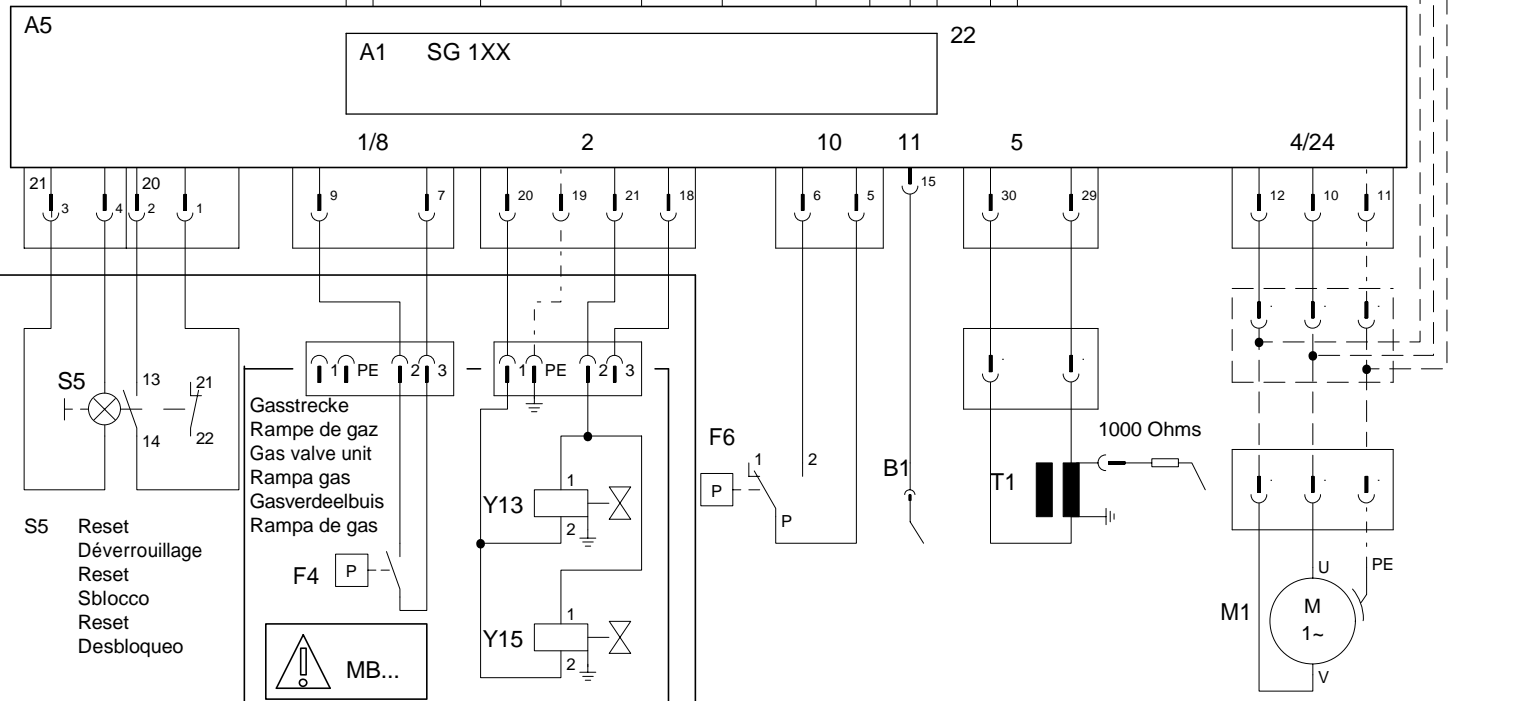 A5
A1 SG 1XX
22
1/8 2 10 11 5 4/24
21 3 4 20 2 1 9 7 20 19 21 18 6 5 15 30 29 12 10 11
1 PE 2 3 1 PE 2 3
S5 13 21
14 22
Gasstrecke
Rampe de gaz
Gas valve unit
Rampa gas
Gasverdeelbuis
Rampa de gas
F6 1 2
P P
B1
T1
1000 Ohms
Y13 1
2
S5 Reset
Déverrouillage
Reset
Sblocco
Reset
Desbloqueo
F4 P
Y15 1
2
MB...
M1 U PE
M
1~
V